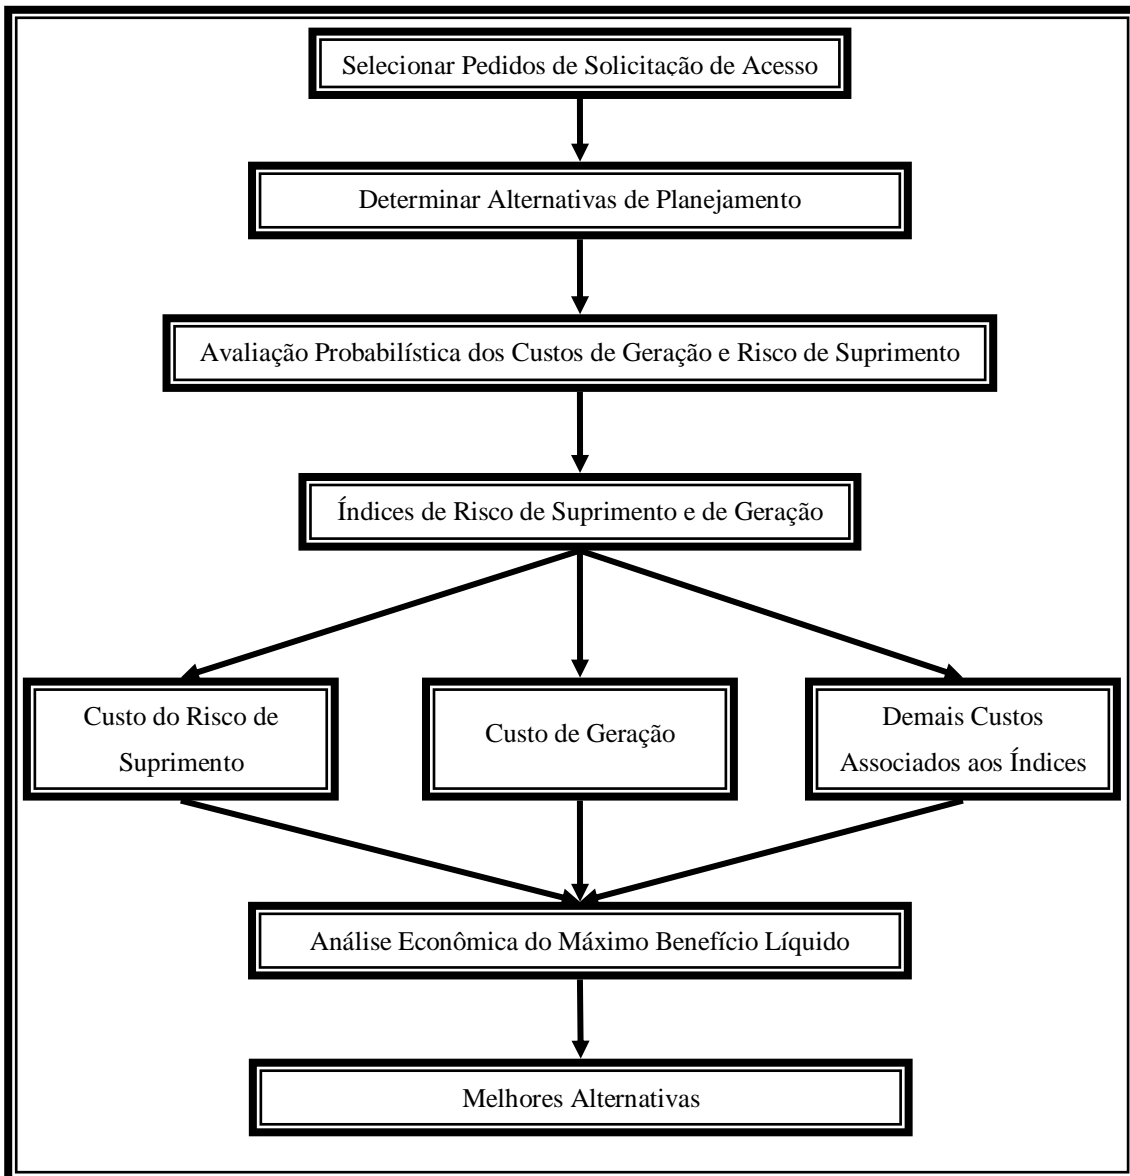 Selecionar Pedidos de Solicitação de Acesso
Determinar Alternativas de Planejamento
Avaliação Probabilística dos Custos de Geração e Risco de Suprimento
Índices de Risco de Suprimento e de Geração
Custo do Risco de
Suprimento
Custo de Geração
Demais Custos
Associados aos Índices
Análise Econômica do Máximo Benefício Líquido
Melhores Alternativas